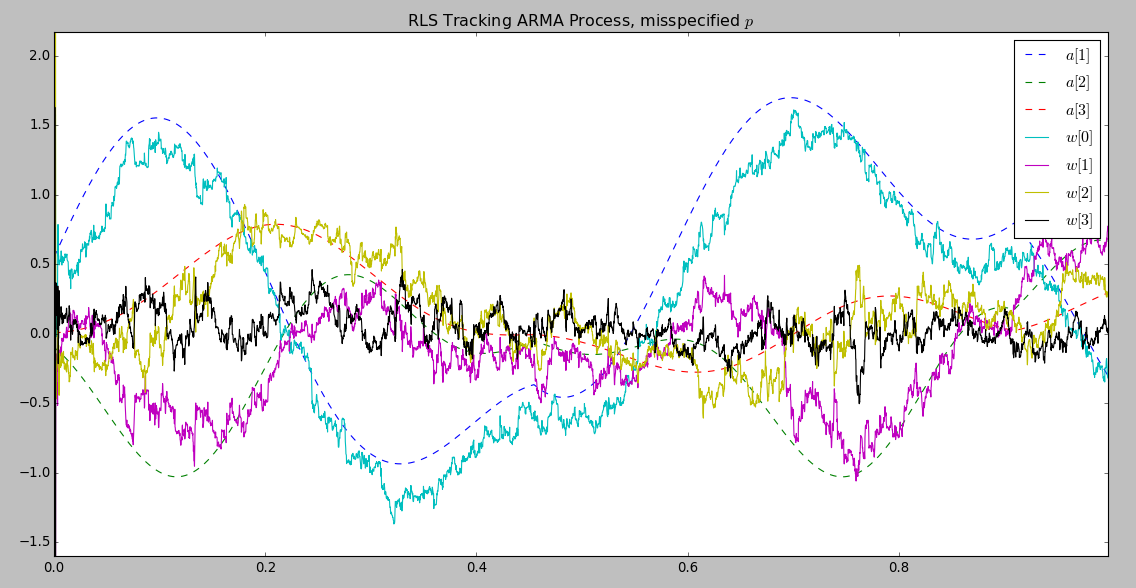 RLS Tracking ARMA Process, misspecified p
2.0
1.5
1.0
0.5
0.0
−0.5
−1.0
−1.5
0.0 0.2 0.4 0.6 0.8
a[1]
a[2]
a[3]
w[0]
w[1]
w[2]
w[3]